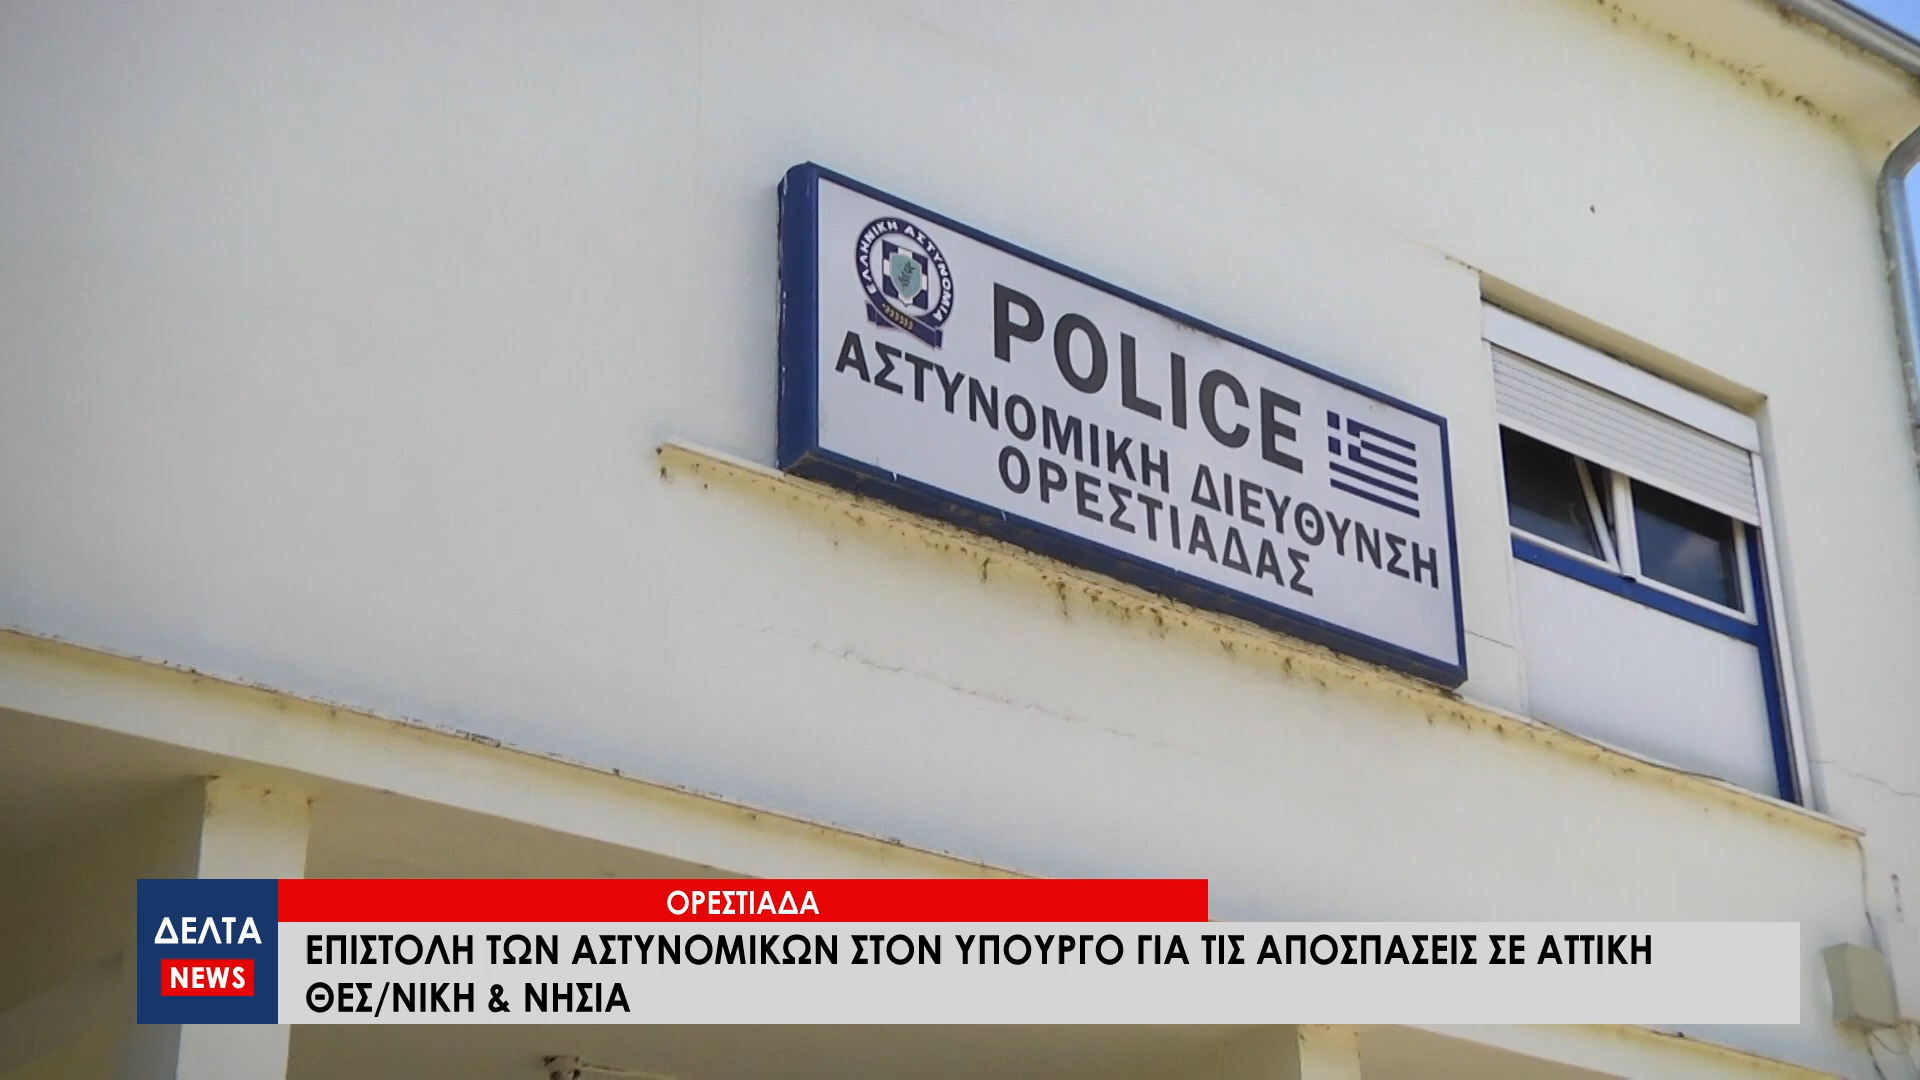 ΕΛΛΗΝΙΚΗ ΑΣΤΥΝΟΜΙΑ
POLICE
ΑΣΤΥΝΟΜΙΚΗ ΔΙΕΥΘΥΝΣΗ
ΟΡΕΣΤΙΑΔΑΣ
ΟΡΕΣΤΙΑΔΑ
ΔΕΛΤΑ
NEWS
ΕΠΙΣΤΟΛΗ ΤΩΝ ΑΣΤΥΝΟΜΙΚΩΝ ΣΤΟΝ ΥΠΟΥΡΓΟ ΓΙΑ ΤΙΣ ΑΠΟΣΠΑΣΕΙΣ ΣΕ ΑΤΤΙΚΗ
ΘΕΣ/ΝΙΚΗ & ΝΗΣΙΑ